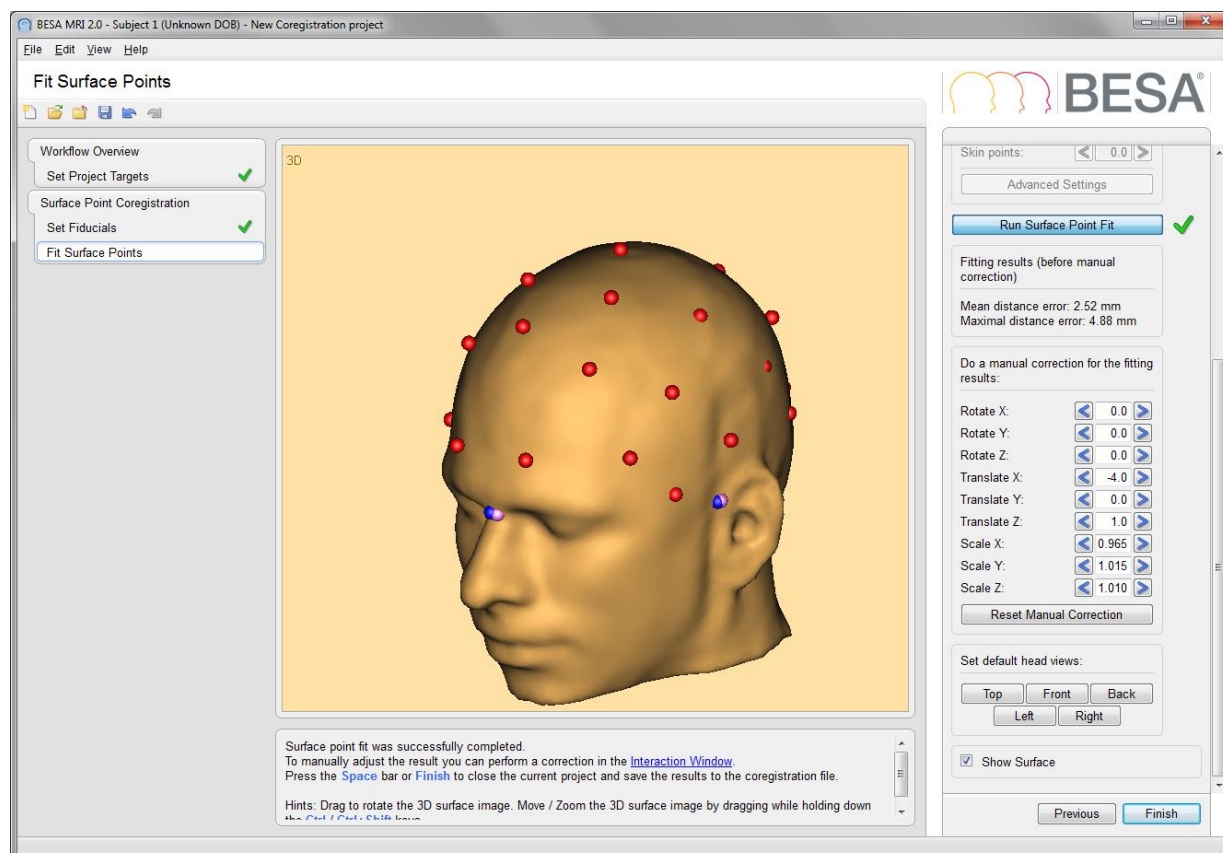 BESA MRI 2.0 - Subject 1 (Unknown DOB) - New Coregistration project
File Edit View Help
Fit Surface Points
BESA®
Workflow Overview
Set Project Targets
Surface Point Coregistration
Set Fiducials
Fit Surface Points
3D
Surface point fit was successfully completed.
To manually adjust the result you can perform a correction in the Interaction Window.
Press the Space bar or Finish to close the current project and save the results to the coregistration file.
Hints: Drag to rotate the 3D surface image. Move / Zoom the 3D surface image by dragging while holding down
the Ctrl / Ctrl+Shift keys.
Skin points: 0.0
Advanced Settings
Run Surface Point Fit
Fitting results (before manual
correction)
Mean distance error: 2.52 mm
Maximal distance error: 4.88 mm
Do a manual correction for the fitting
results:
Rotate X: 0.0
Rotate Y: 0.0
Rotate Z: 0.0
Translate X: -4.0
Translate Y: 0.0
Translate Z: 1.0
Scale X: 0.965
Scale Y: 1.015
Scale Z: 1.010
Reset Manual Correction
Set default head views:
Top Front Back
Left Right
Show Surface
Previous Finish